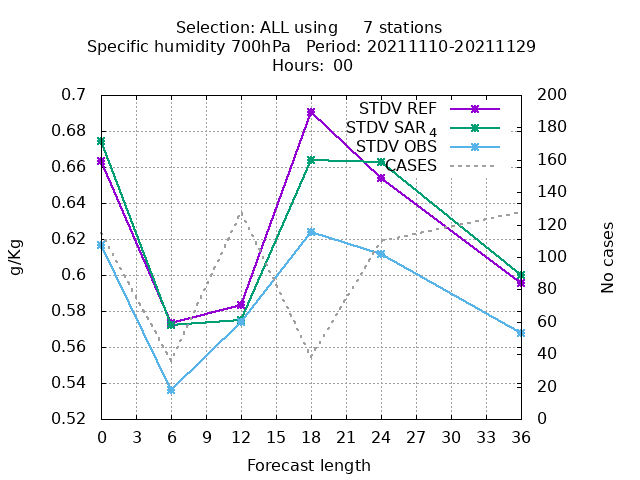 Selection: ALL using     7 stations
Specific humidity 700hPa   Period: 20211110-20211129
Hours:  00
0.7
0.68
0.66
0.64
0.62
0.6
0.58
0.56
0.54
0.52
g/Kg
STDV REF
STDV SAR4
STDV OBS
CASES
200
180
160
140
120
100
80
60
40
20
0
No cases
0 3 6 9 12 15 18 21 24 27 30 33 36
Forecast length